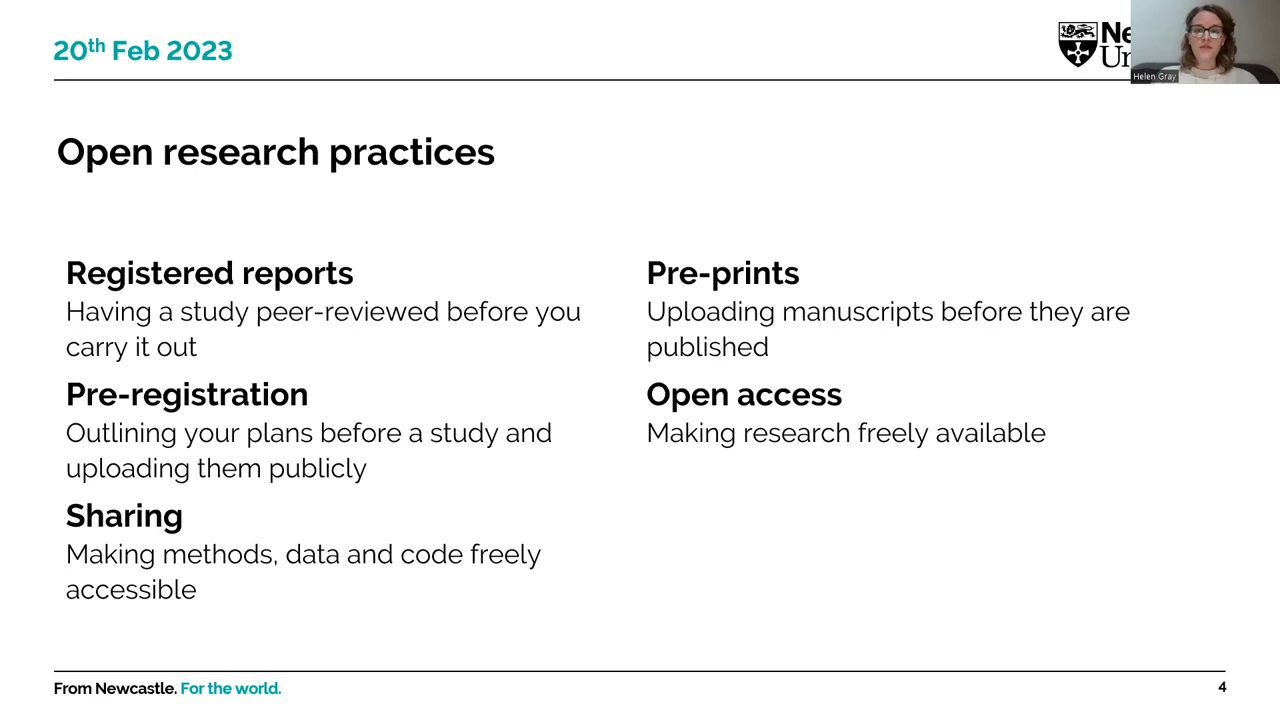 20th Feb 2023
Ne
Un
Helen Gray
Open research practices
Registered reports
Having a study peer-reviewed before you
carry it out
Pre-registration
Outlining your plans before a study and
uploading them publicly
Sharing
Making methods, data and code freely
accessible
Pre-prints
Uploading manuscripts before they are
published
Open access
Making research freely available
From Newcastle. For the world.
4